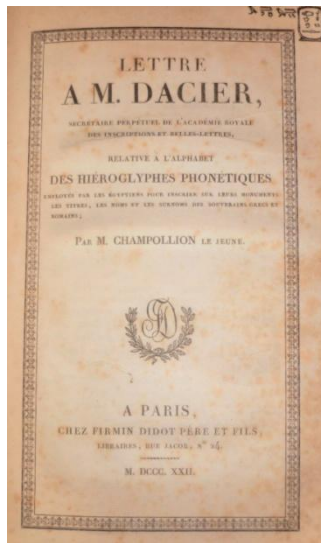 LETTRE
A M. DACIER,
SECRÉTAIRE PERPÉTUEL DE L'ACADÉMIE ROYALE
DES INSCRIPTIONS ET BELLES-LETTRES,
RELATIVE A L'ALPHABET
DES HIÉROGLYPHES PHONÉTIQUES
EMPLOYÉS PAR LES ÉGYPTIENS POUR INSCRIRE SUR LEURS MONUMENTS
LES TITRES, LES NOMS ET LES SURNOMS DES SOUVERAINS GRECS ET
ROMAINS;
PAR M. CHAMPOLLION LE JEUNE.
A PARIS,
CHEZ FIRMIN DIDOT PÈRE ET FILS,
LIBRAIRES, RUE JACOB, N° 24.
M. DCCC. XXII.